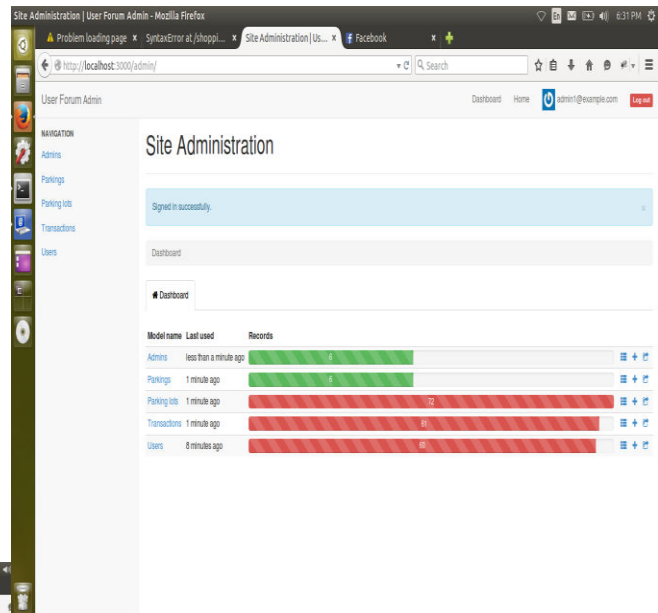 Site Administration | User Forum Admin - Mozilla Firefox
En
6:31 PM
Problem loading page × SyntaxError at /shoppi... × Site Administration | Us... × Facebook ×
http://localhost:3000/admin/
Search
User Forum Admin
Dashboard Home admin1@example.com Log out
NAVIGATION
Admins
Parkings
Parking lots
Transactions
Users
Site Administration
Signed in successfully. ×
Dashboard
Dashboard
Model name Last used Records
Admins less than a minute ago
Parkings 1 minute ago
Parking lots 1 minute ago 72
Transactions 1 minute ago 61
Users 8 minutes ago